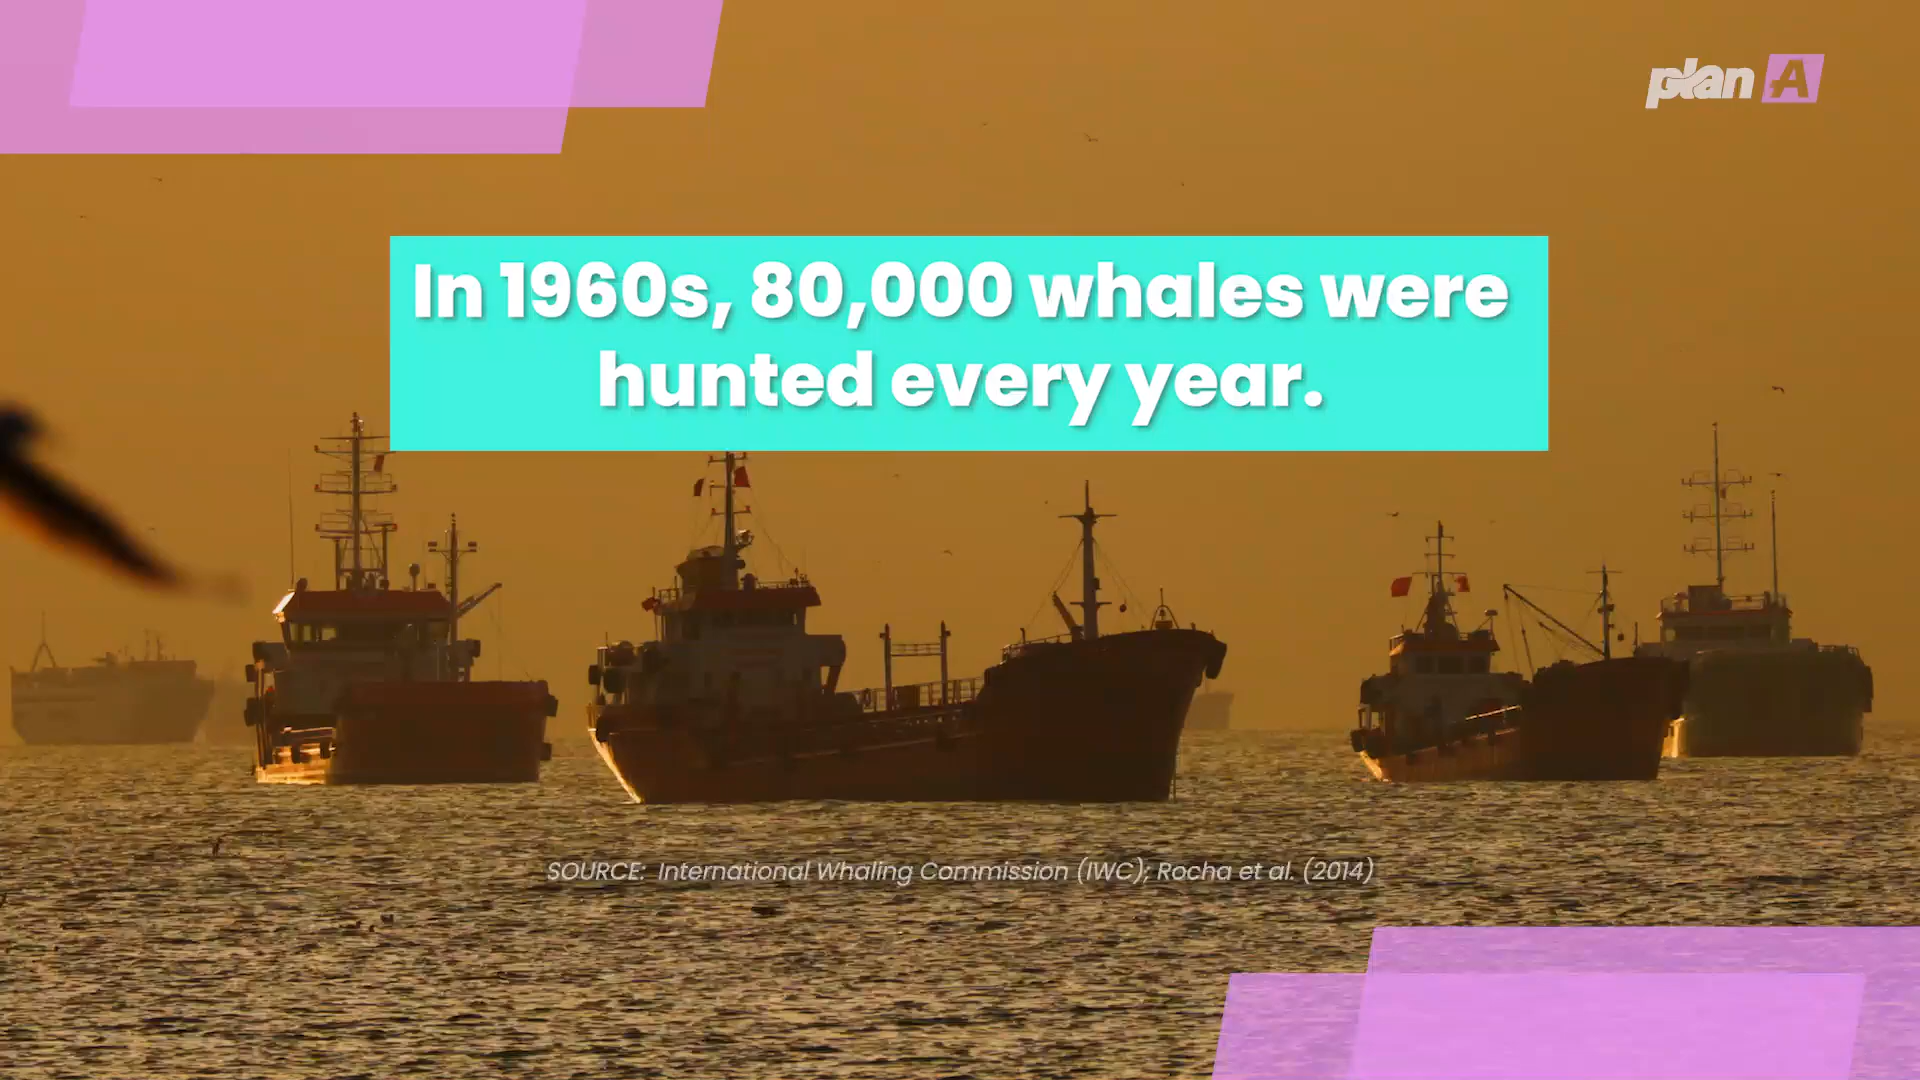 plan A
In 1960s, 80,000 whales were
hunted every year.
SOURCE: International Whaling Commission (IWC); Rocha et al. (2014)